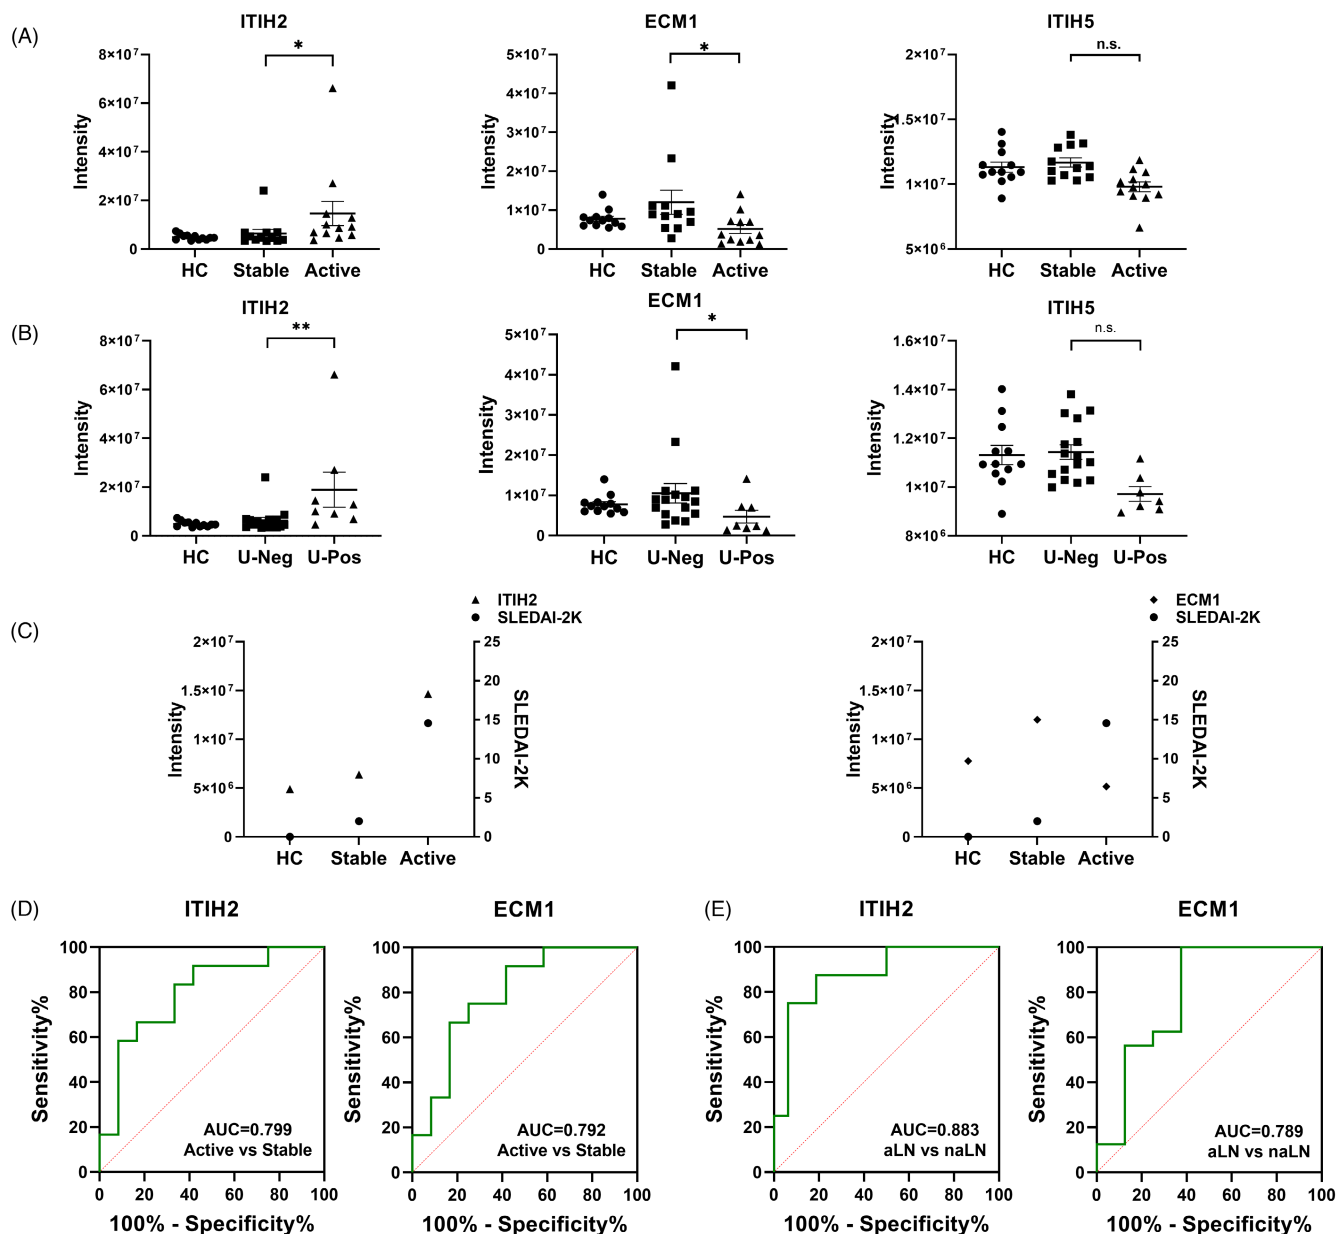 (A)
ITIH2
ECM1
ITIH5
*
*
n.s.
Intensity
8×10⁷
6×10⁷
4×10⁷
2×10⁷
0
HC Stable Active
Intensity
5×10⁷
4×10⁷
3×10⁷
2×10⁷
1×10⁷
0
HC Stable Active
Intensity
2×10⁷
1.5×10⁷
1×10⁷
5×10⁶
HC Stable Active
(B)
ITIH2
ECM1
ITIH5
**
*
n.s.
Intensity
8×10⁷
6×10⁷
4×10⁷
2×10⁷
0
HC U-Neg U-Pos
Intensity
5×10⁷
4×10⁷
3×10⁷
2×10⁷
1×10⁷
0
HC U-Neg U-Pos
Intensity
1.6×10⁷
1.4×10⁷
1.2×10⁷
1×10⁷
8×10⁶
HC U-Neg U-Pos
(C)
ITIH2
SLEDAI-2K
Intensity
2×10⁷
1.5×10⁷
1×10⁷
5×10⁶
0
25
20
15
10
5
0
SLEDAI-2K
HC Stable Active
ECM1
SLEDAI-2K
Intensity
2×10⁷
1.5×10⁷
1×10⁷
5×10⁶
0
25
20
15
10
5
0
SLEDAI-2K
HC Stable Active
(D)
ITIH2
Sensitivity%
100
80
60
40
20
0
AUC=0.799
Active vs Stable
0 20 40 60 80 100
100% - Specificity%
ECM1
Sensitivity%
100
80
60
40
20
0
AUC=0.792
Active vs Stable
0 20 40 60 80 100
100% - Specificity%
(E)
ITIH2
Sensitivity%
100
80
60
40
20
0
AUC=0.883
aLN vs naLN
0 20 40 60 80 100
100% - Specificity%
ECM1
Sensitivity%
100
80
60
40
20
0
AUC=0.789
aLN vs naLN
0 20 40 60 80 100
100% - Specificity%